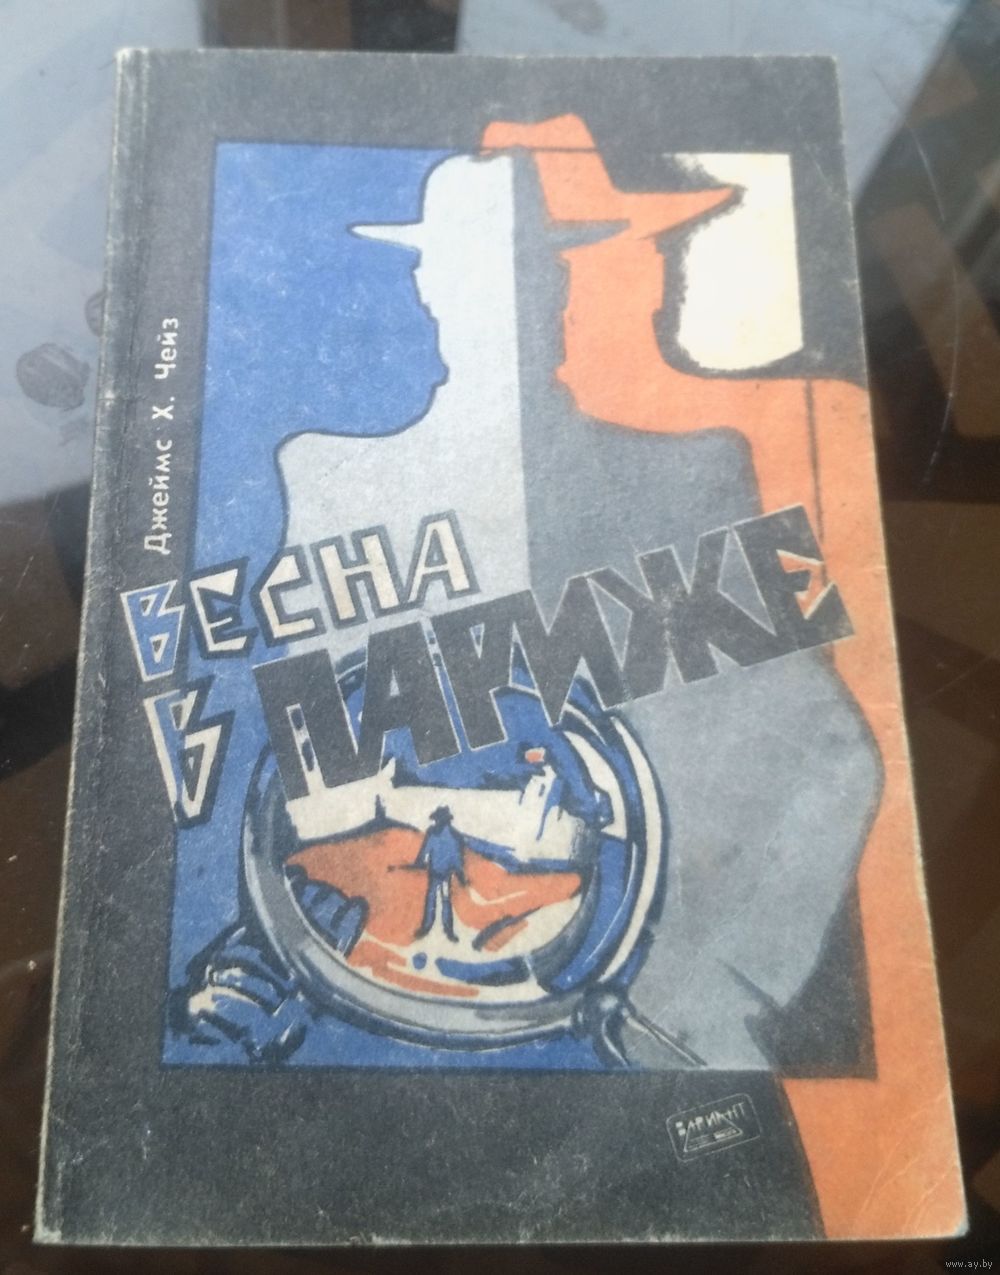 Джеймс Х. Чейз
ВЕСНА
В ПАРИЖЕ
ВАРИАНТ
www.ay.by